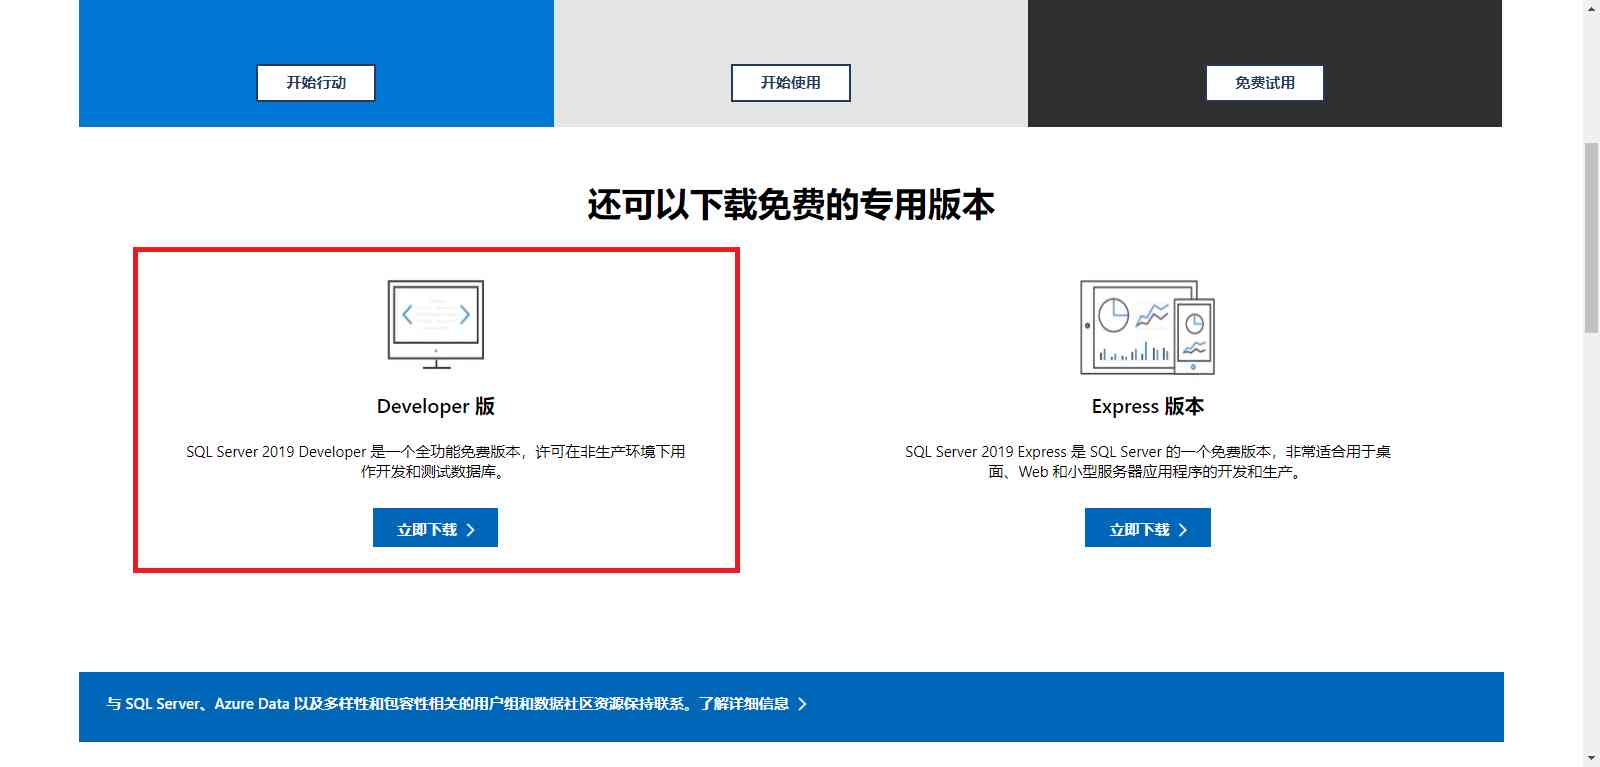 开始行动
开始使用
免费试用
还可以下载免费的专用版本
Developer 版
SQL Server 2019 Developer 是一个全功能免费版本，许可在非生产环境下用
作开发和测试数据库。
立即下载
Express 版本
SQL Server 2019 Express 是 SQL Server 的一个免费版本，非常适合用于桌
面、Web 和小型服务器应用程序的开发和生产。
立即下载
与 SQL Server、Azure Data 以及多样性和包容性相关的用户组和数据社区资源保持联系。了解详细信息